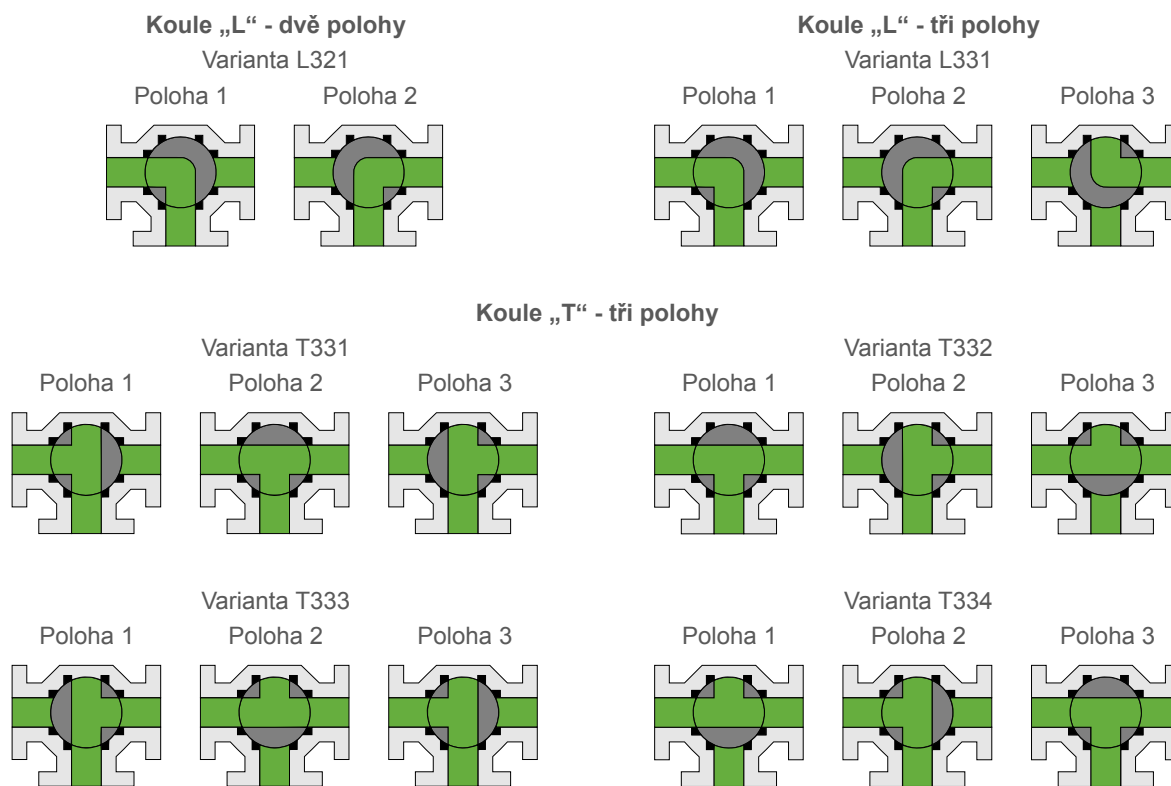 Koule „L“ - dvě polohy
Varianta L321
Poloha 1 Poloha 2
Koule „L“ - tři polohy
Varianta L331
Poloha 1 Poloha 2 Poloha 3
Koule „T“ - tři polohy
Varianta T331
Poloha 1 Poloha 2 Poloha 3
Varianta T332
Poloha 1 Poloha 2 Poloha 3
Varianta T333
Poloha 1 Poloha 2 Poloha 3
Varianta T334
Poloha 1 Poloha 2 Poloha 3